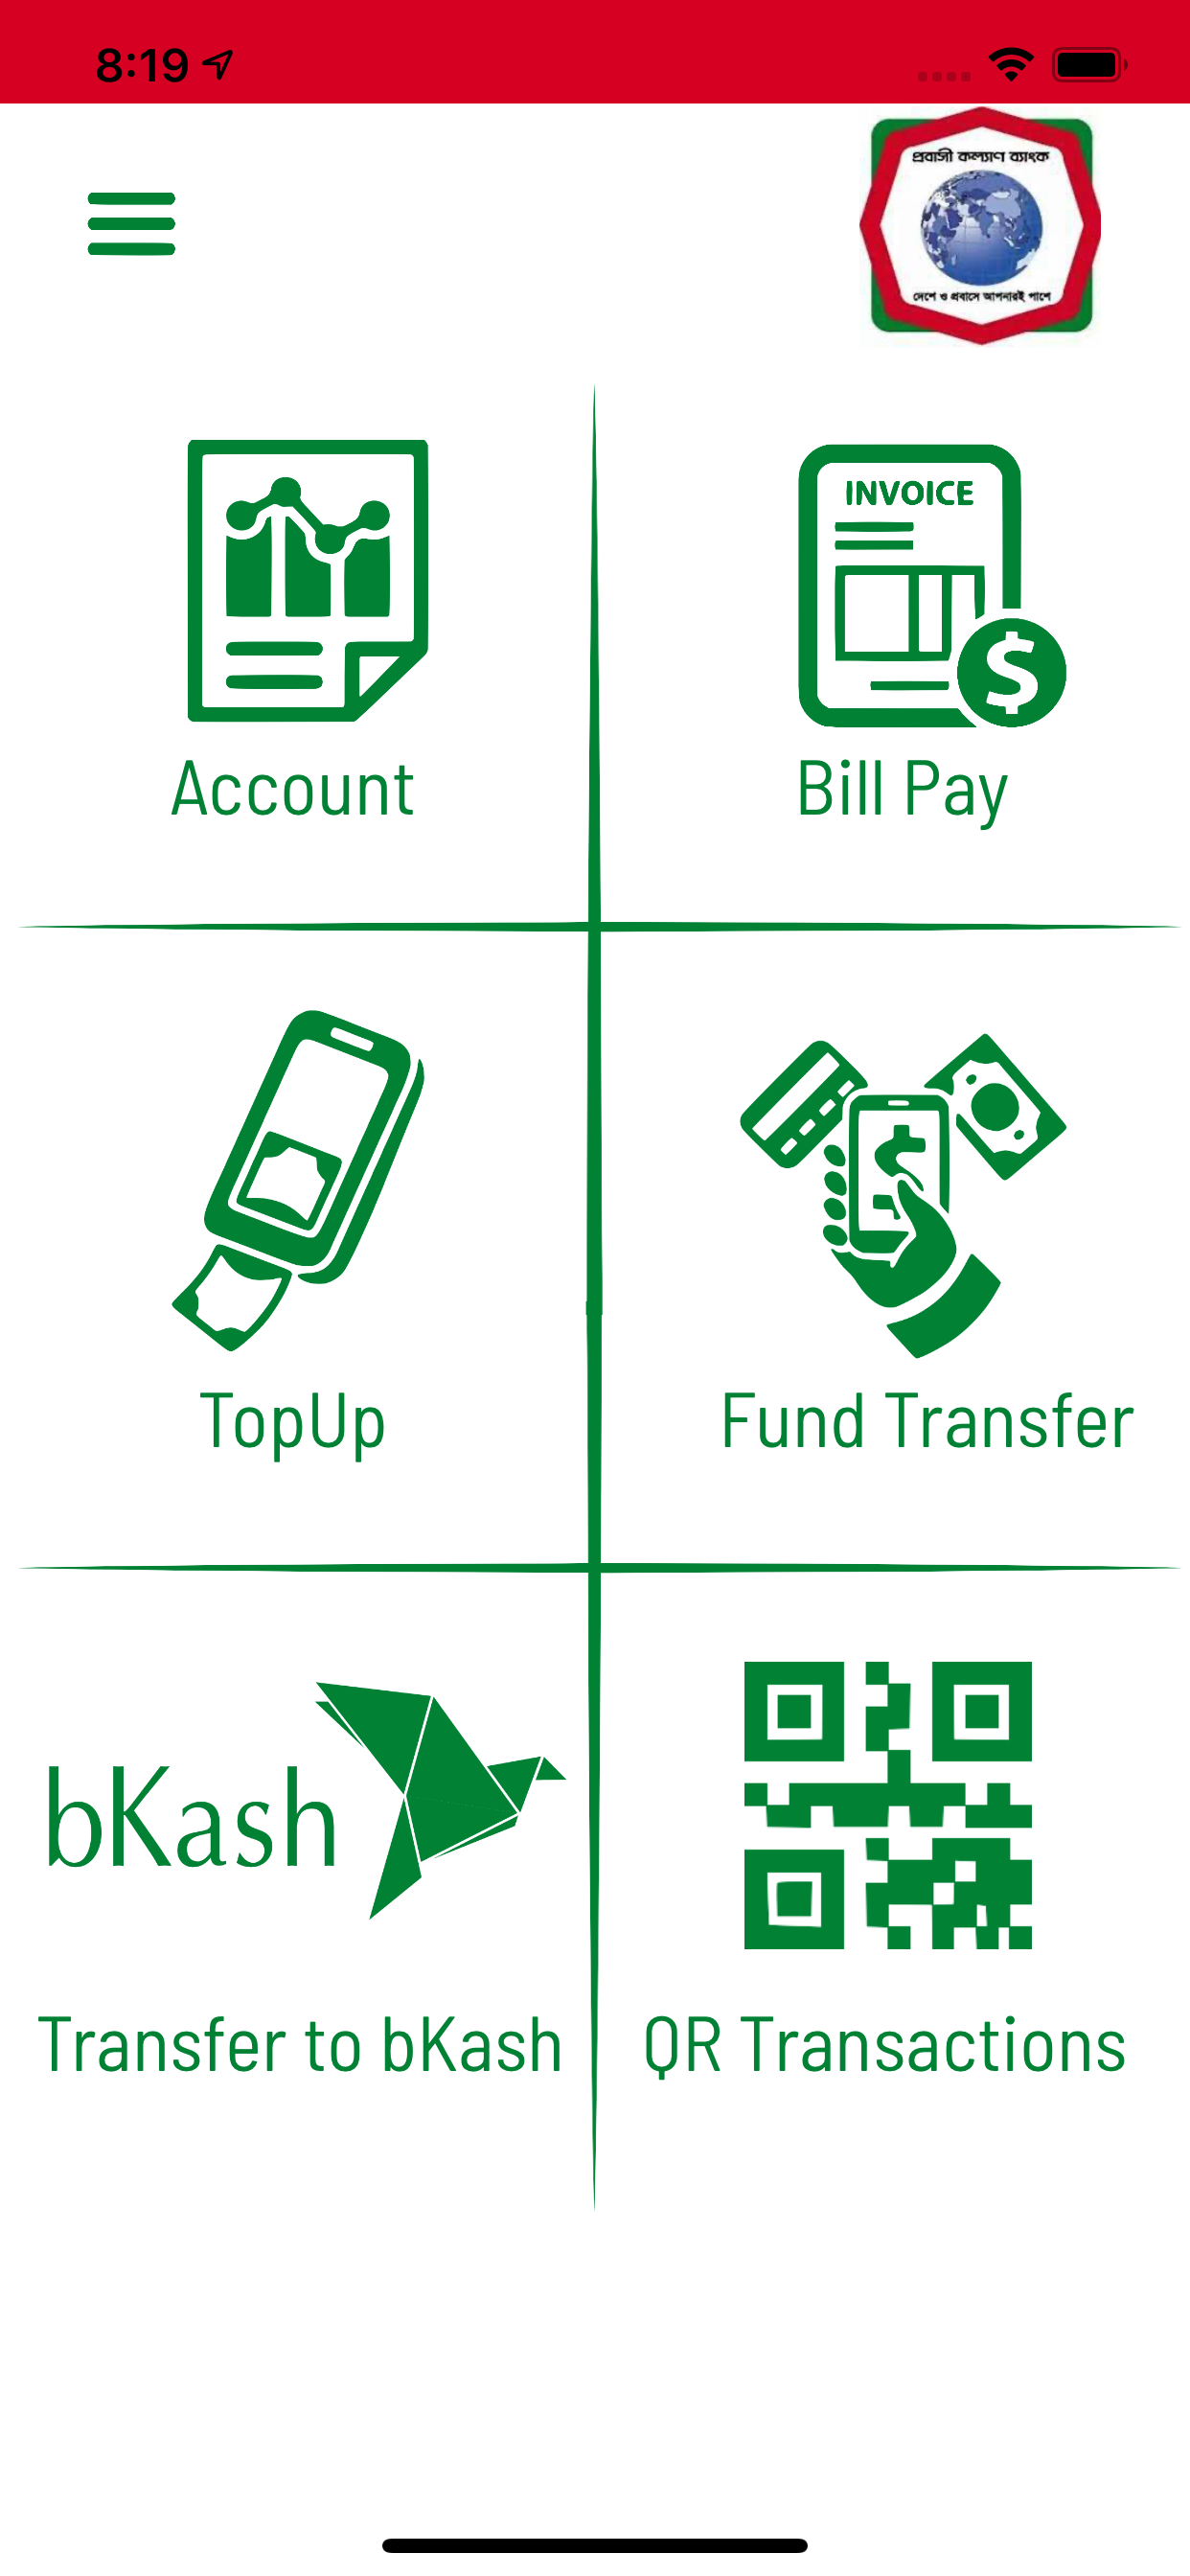 8:19
প্রবাসী কল্যাণ ব্যাংক
দেশে ও প্রবাসে আপনারই পাশে
INVOICE
$
Account
Bill Pay
$
TopUp
Fund Transfer
bKash
Transfer to bKash
QR Transactions